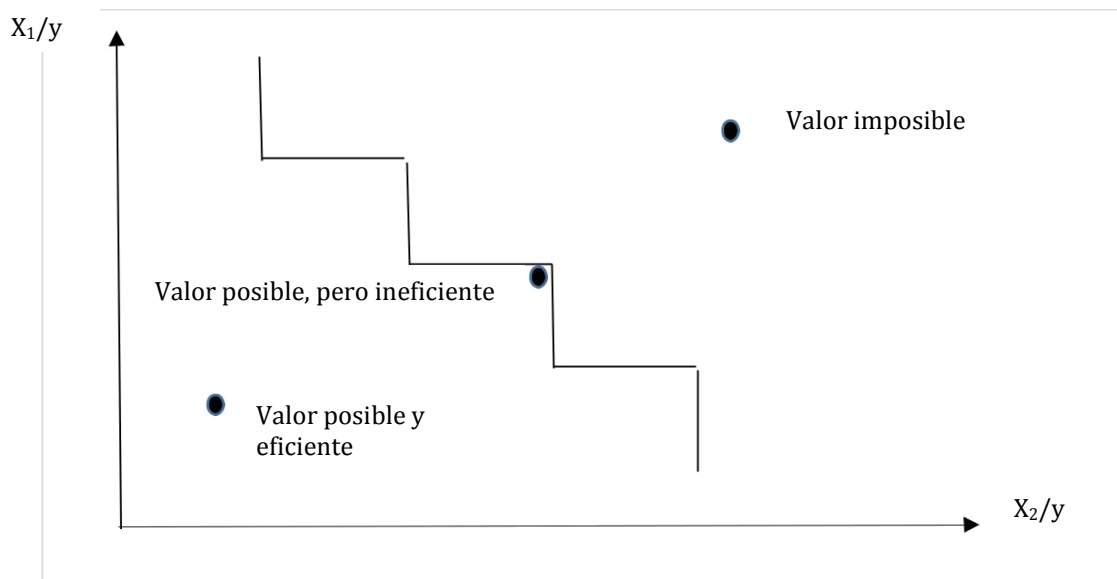 X₁/y
Valor imposible
Valor posible, pero ineficiente
Valor posible y
eficiente
X₂/y